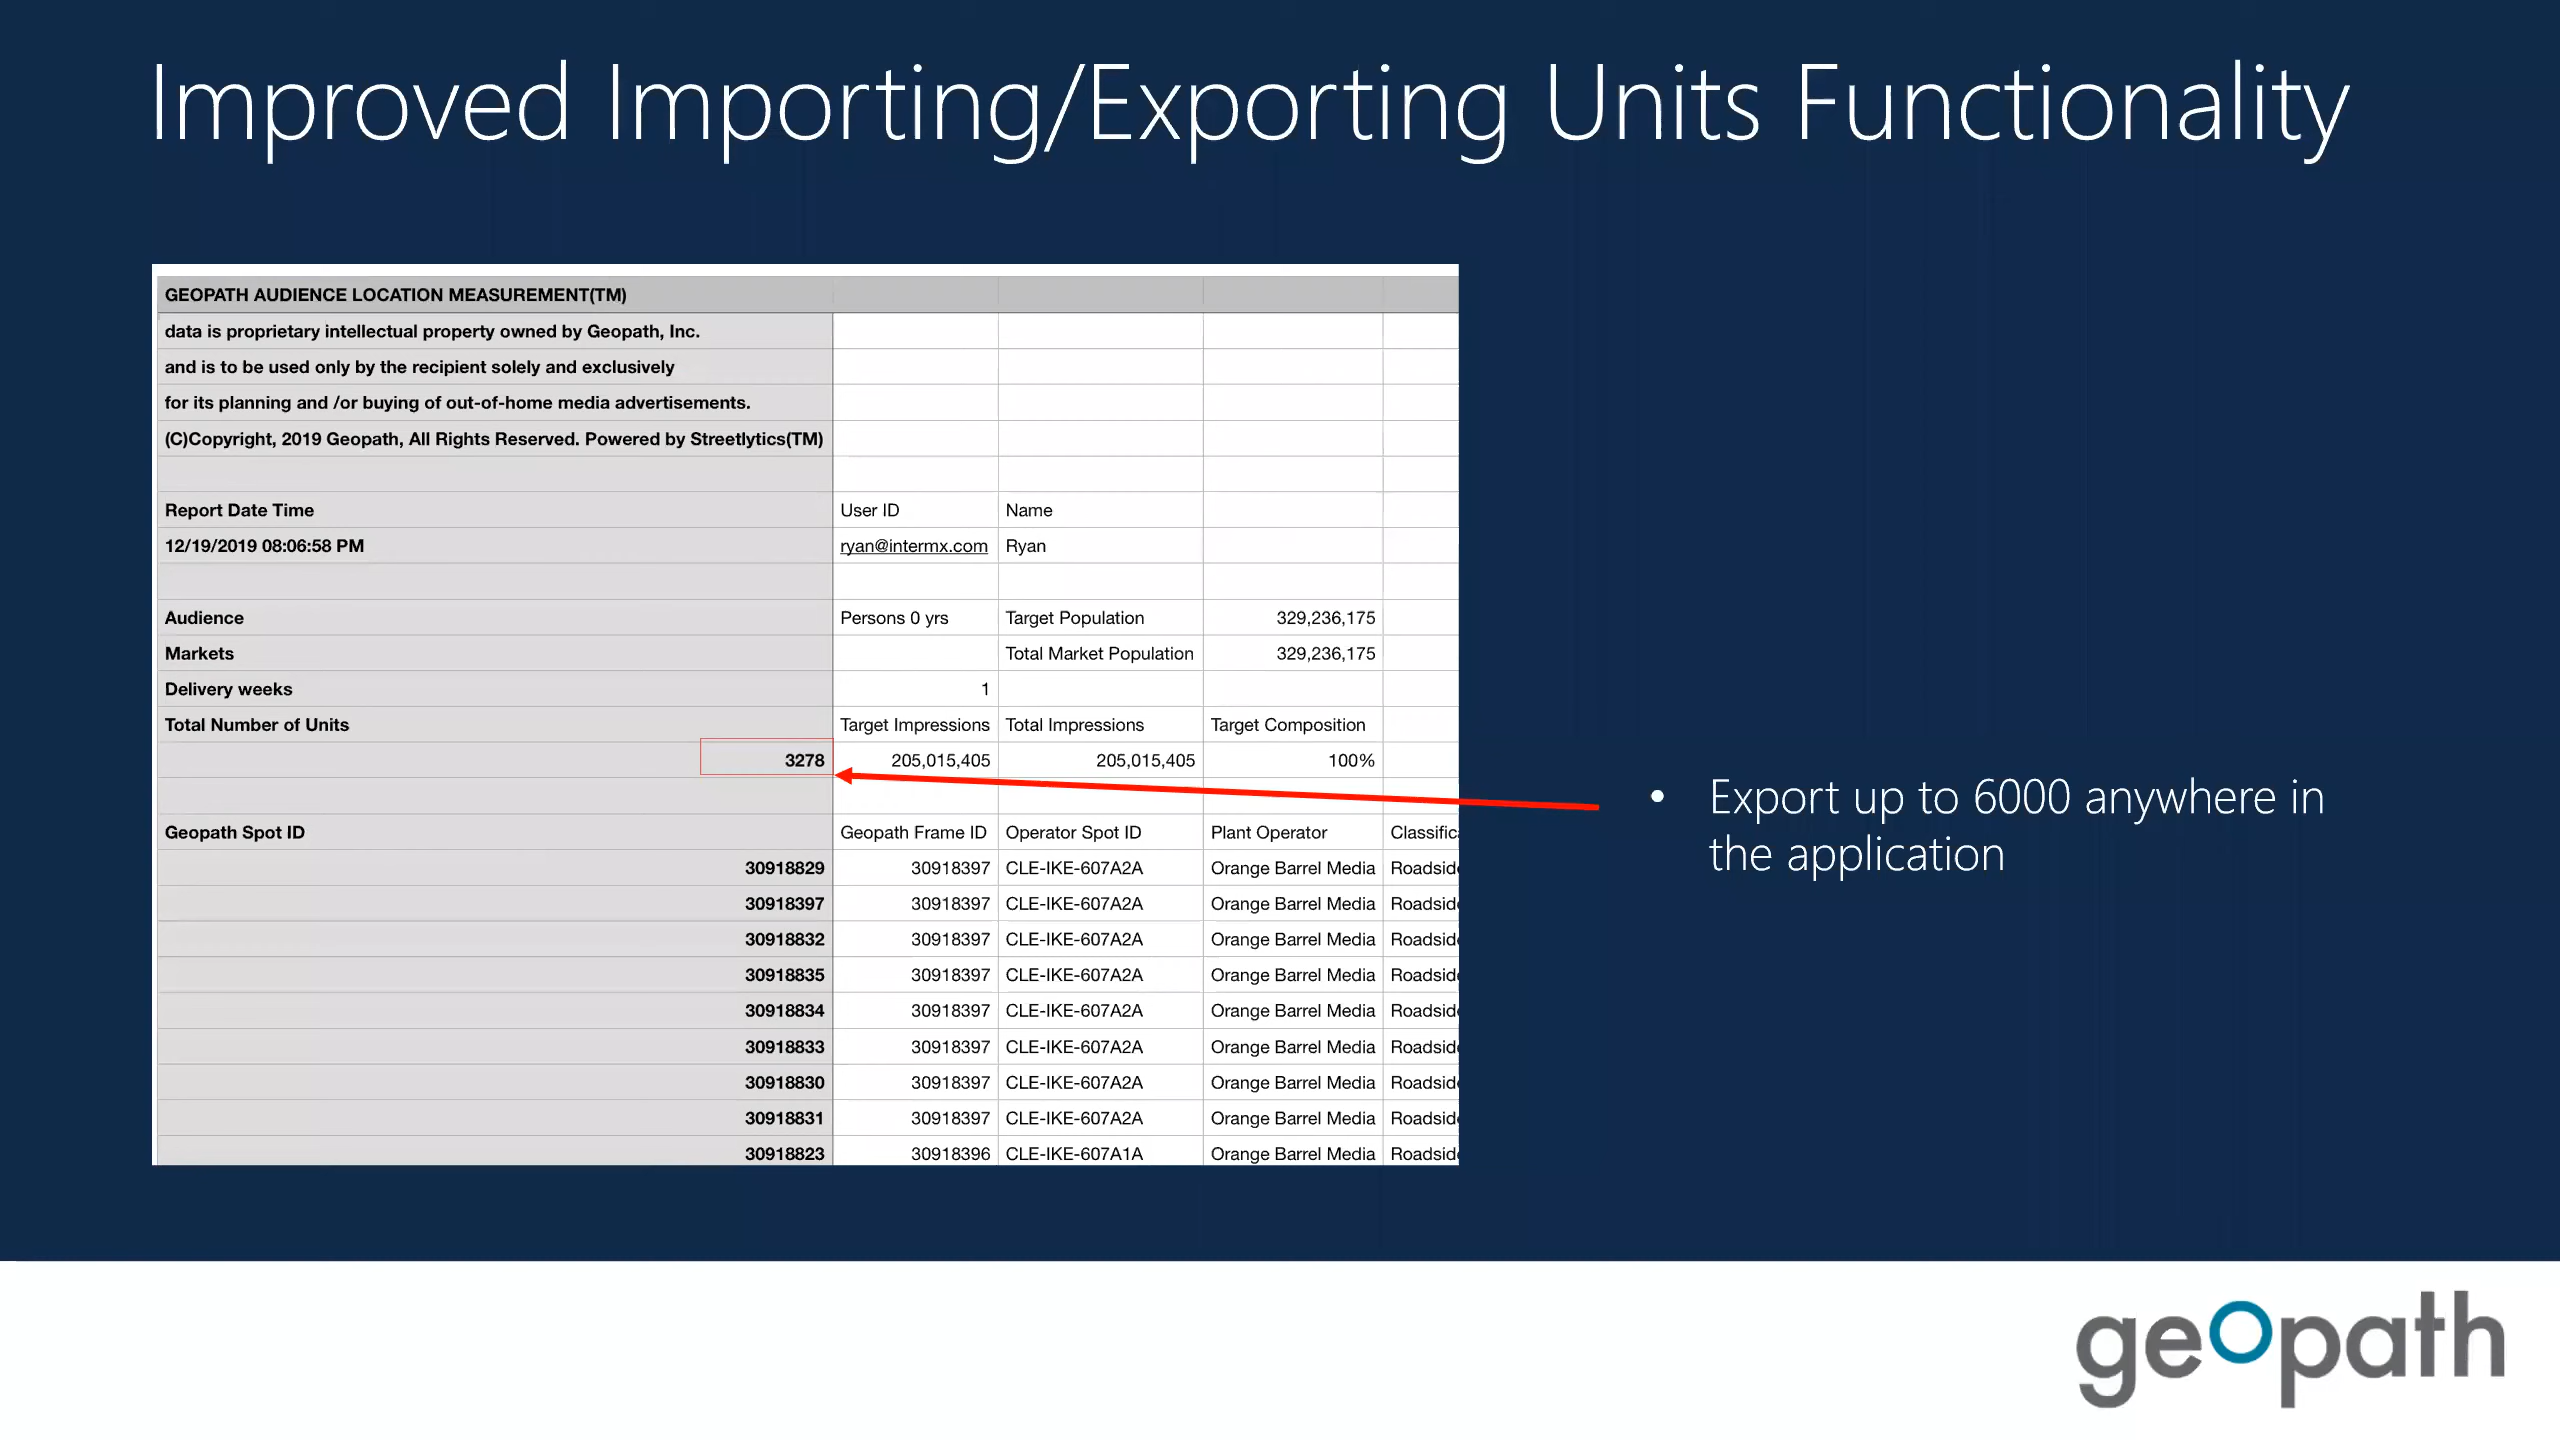 Improved Importing/Exporting Units Functionality
GEOPATH AUDIENCE LOCATION MEASUREMENT(TM)
data is proprietary intellectual property owned by Geopath, Inc.
and is to be used only by the recipient solely and exclusively
for its planning and /or buying of out-of-home media advertisements.
(C)Copyright, 2019 Geopath, All Rights Reserved. Powered by Streetlytics(TM)
Report Date Time User ID Name
12/19/2019 08:06:58 PM ryan@intermx.com Ryan
Audience Persons 0 yrs Target Population 329,236,175
Markets Total Market Population 329,236,175
Delivery weeks 1
Total Number of Units Target Impressions Total Impressions Target Composition
3278 205,015,405 205,015,405 100%
Geopath Spot ID Geopath Frame ID Operator Spot ID Plant Operator Classific
30918829 30918397 CLE-IKE-607A2A Orange Barrel Media Roadsid
30918397 30918397 CLE-IKE-607A2A Orange Barrel Media Roadsid
30918832 30918397 CLE-IKE-607A2A Orange Barrel Media Roadsid
30918835 30918397 CLE-IKE-607A2A Orange Barrel Media Roadsid
30918834 30918397 CLE-IKE-607A2A Orange Barrel Media Roadsid
30918833 30918397 CLE-IKE-607A2A Orange Barrel Media Roadsid
30918830 30918397 CLE-IKE-607A2A Orange Barrel Media Roadsid
30918831 30918397 CLE-IKE-607A2A Orange Barrel Media Roadsid
30918823 30918396 CLE-IKE-607A1A Orange Barrel Media Roadsid
• Export up to 6000 anywhere in
the application
geopath